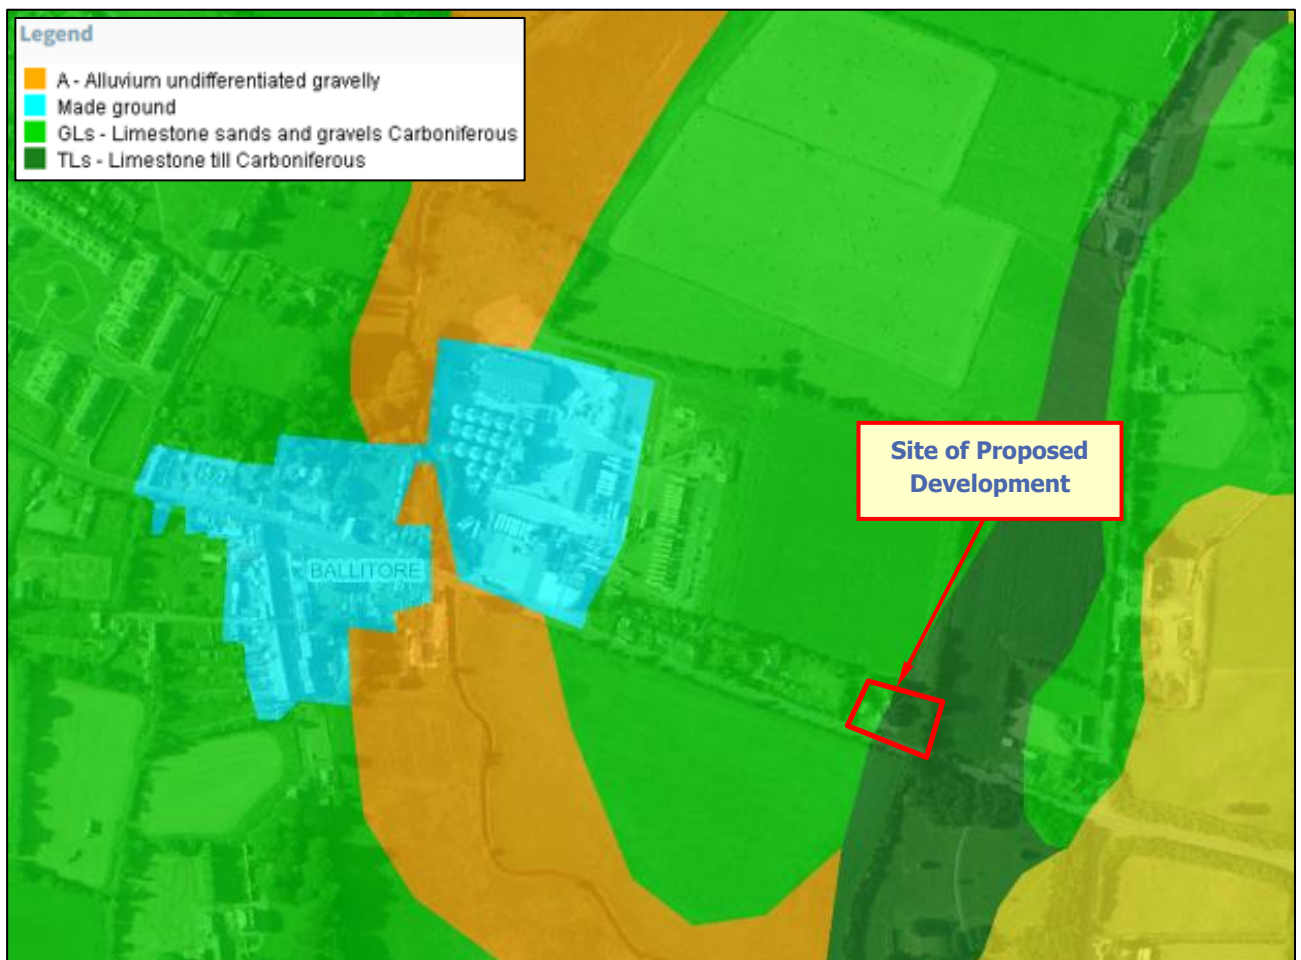 Legend
A - Alluvium undifferentiated gravelly
Made ground
GLs - Limestone sands and gravels Carboniferous
TLs - Limestone till Carboniferous
Site of Proposed
Development
BALLITORE